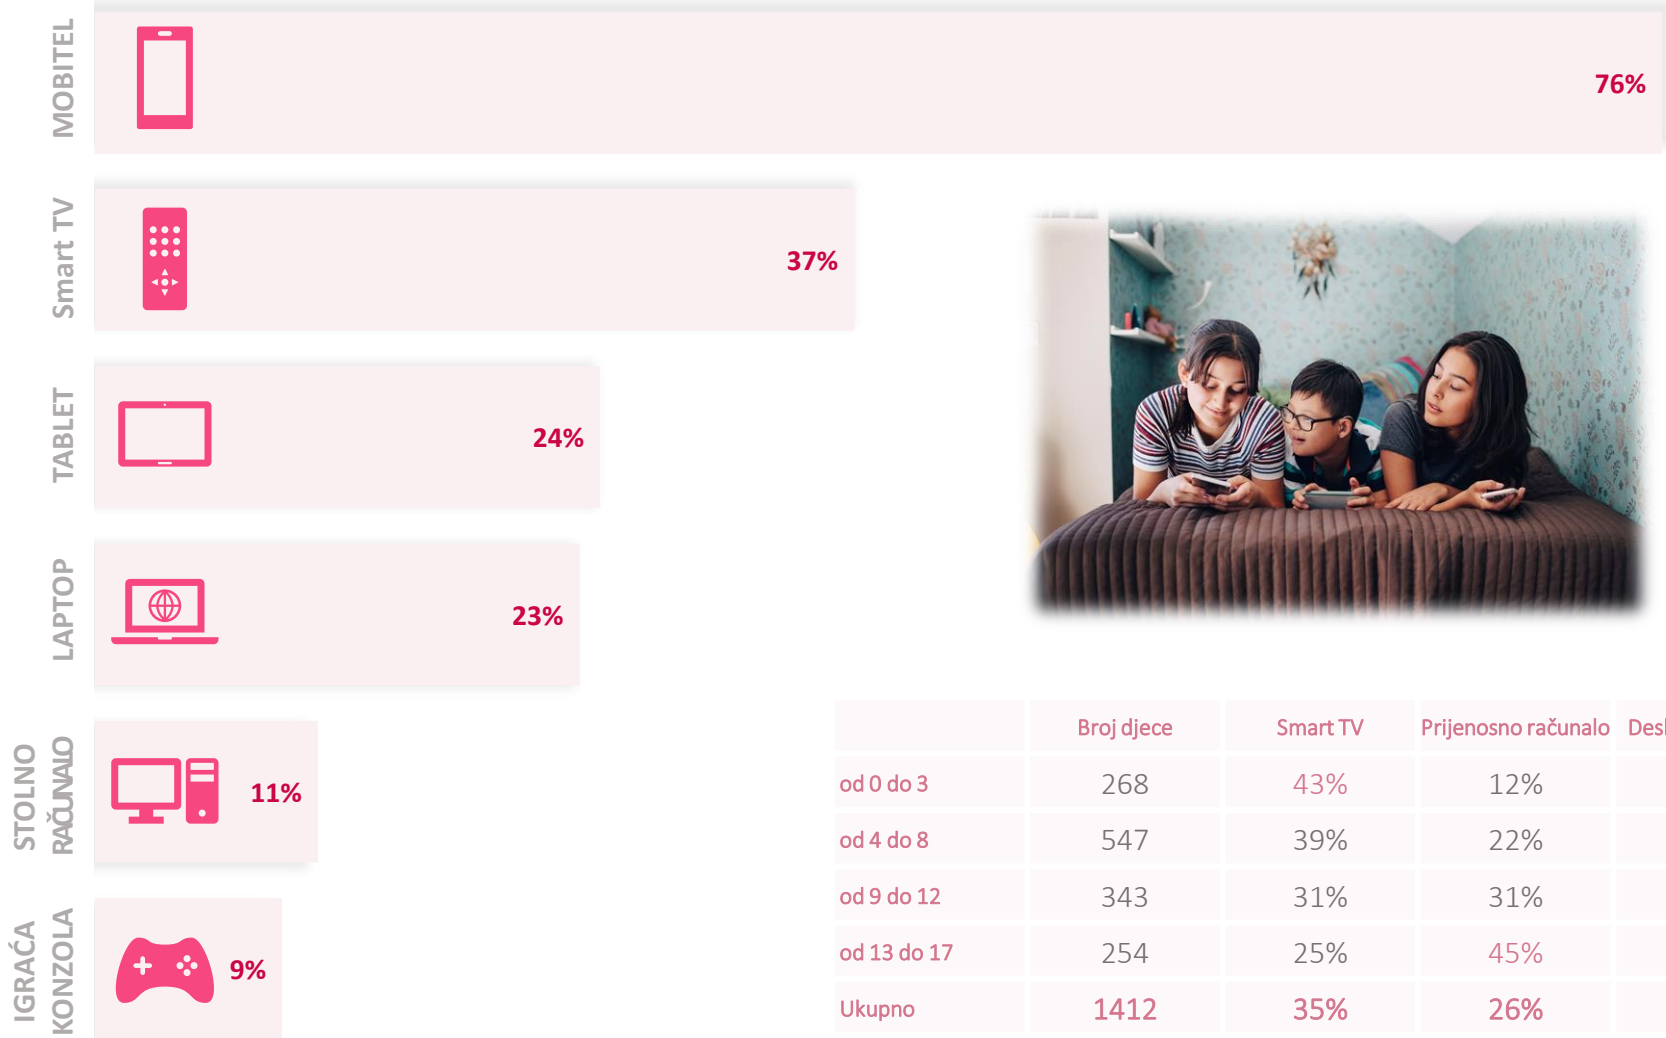 MOBITEL
76%
Smart TV
37%
TABLET
24%
LAPTOP
23%
STOLNO
RAČUNALO
11%
IGRAĆA
KONZOLA
9%
Broj djece Smart TV Prijenosno računalo
od 0 do 3 268 43% 12%
od 4 do 8 547 39% 22%
od 9 do 12 343 31% 31%
od 13 do 17 254 25% 45%
Ukupno 1412 35% 26%